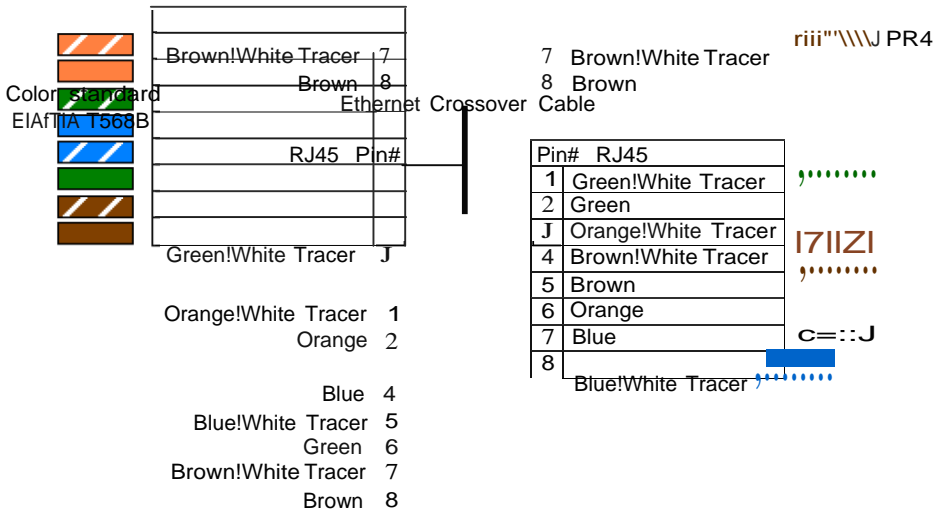 riii"'\\\\J PR4
Brown!White Tracer 7
7 Brown!White Tracer
Brown 8
8 Brown
Color standard
Ethernet Crossover Cable
EIAfTIA T568B
RJ45 Pin#
Pin# RJ45
1 Green!White Tracer
2 Green
J Orange!White Tracer
4 Brown!White Tracer
5 Brown
6 Orange
7 Blue
8
Blue!White Tracer
I7IIZI
c=::J
Green!White Tracer J
Orange!White Tracer 1
Orange 2
Blue 4
Blue!White Tracer 5
Green 6
Brown!White Tracer 7
Brown 8